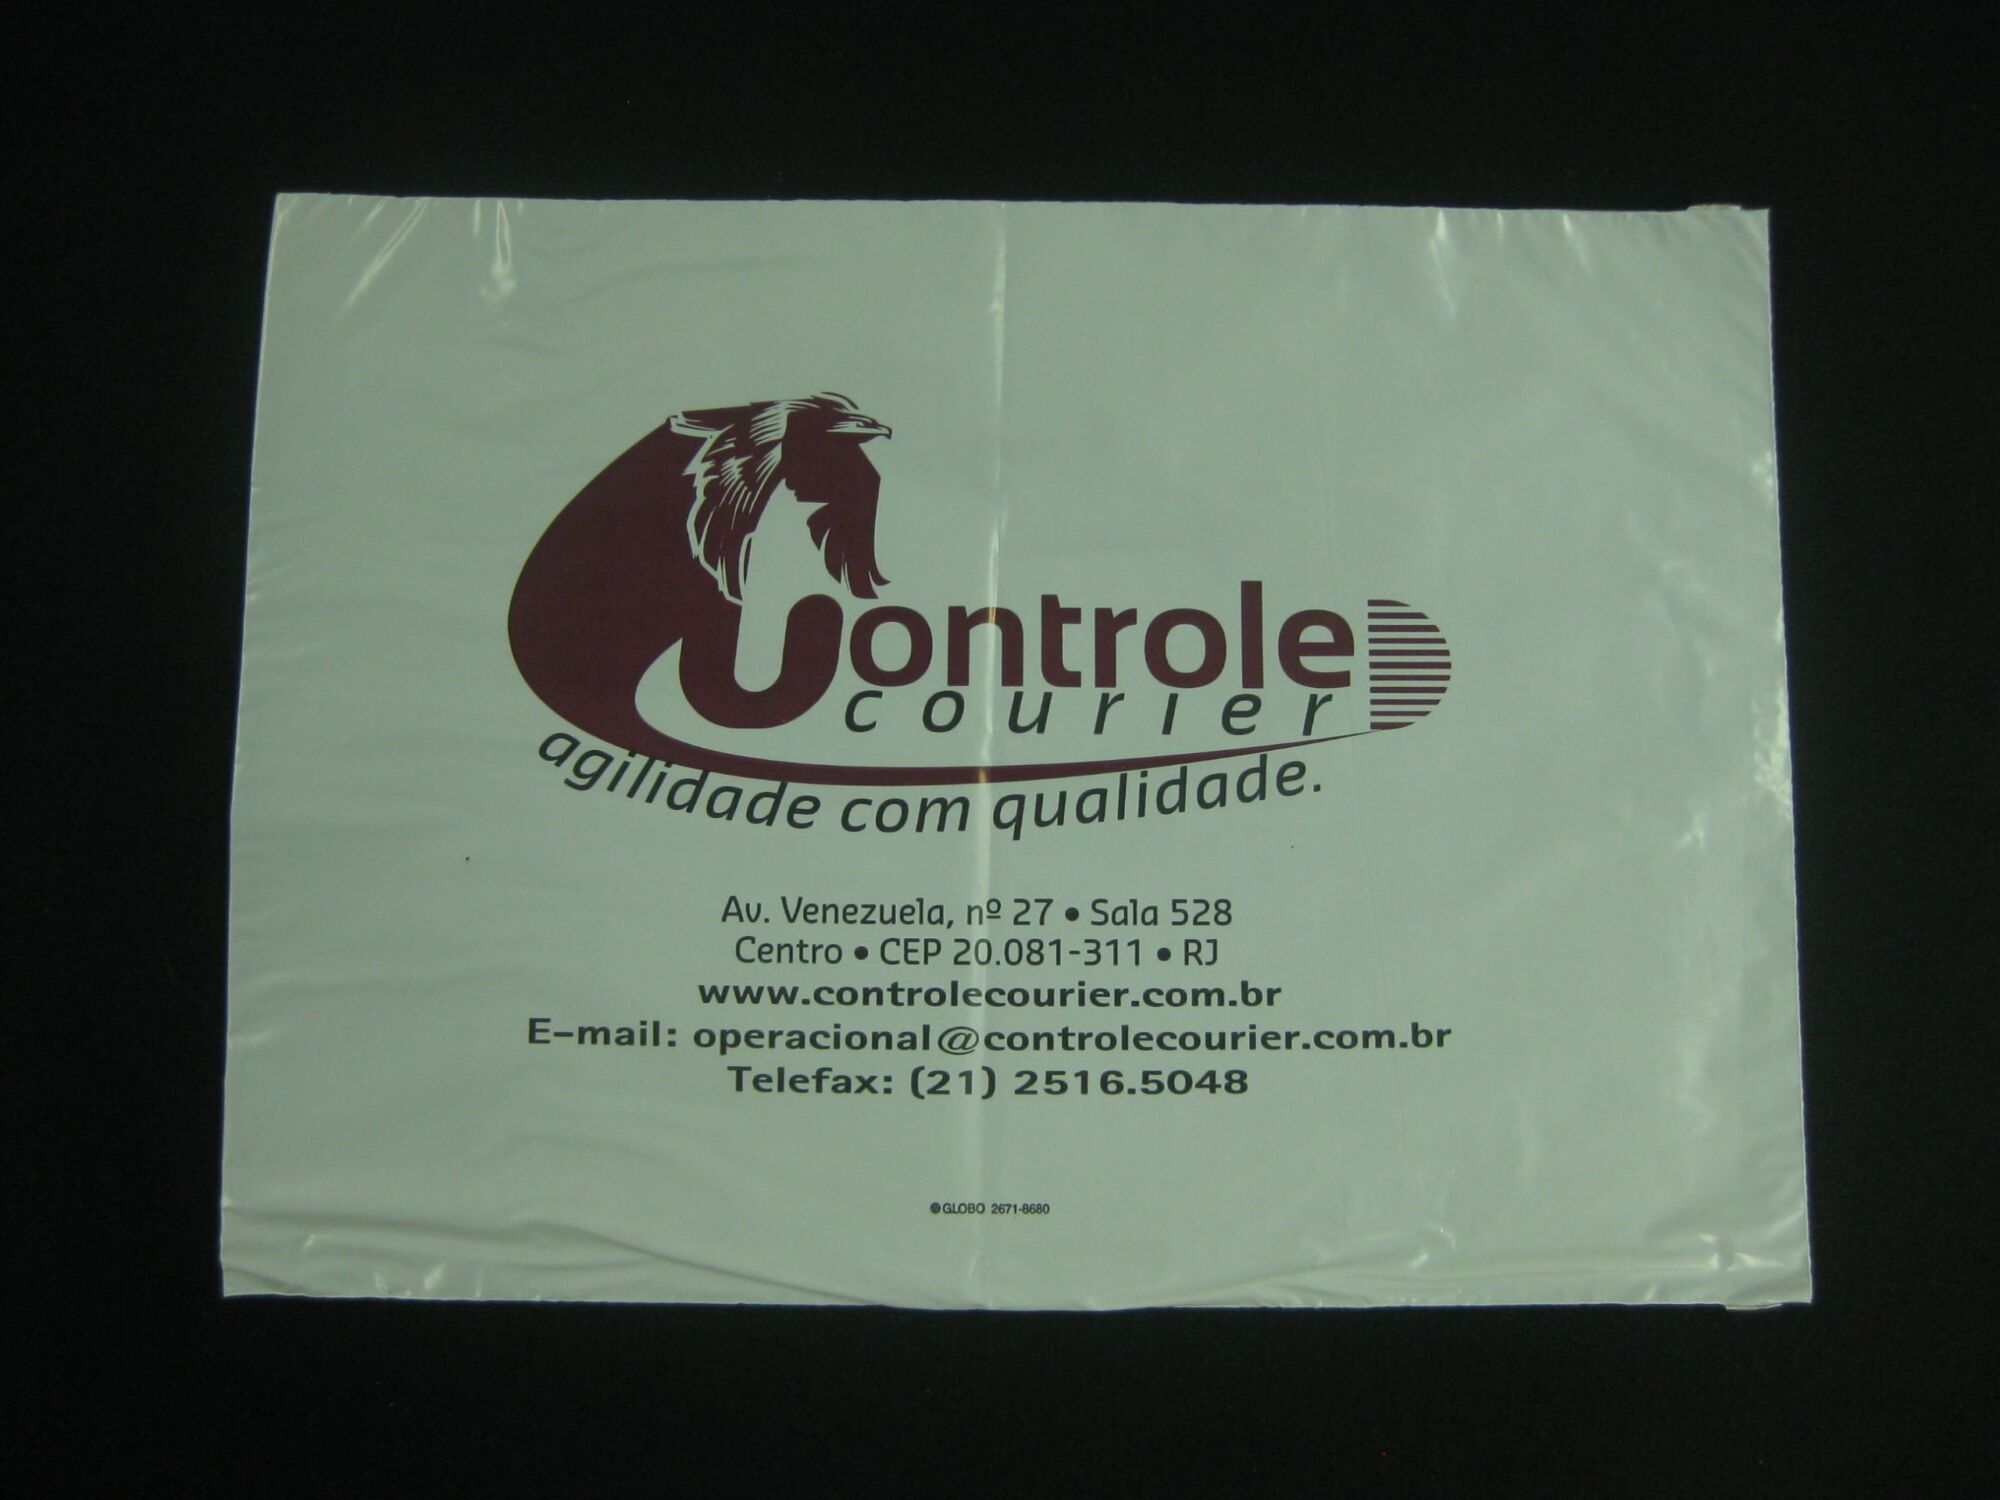 Controle
courier
agilidade com qualidade.
Av. Venezuela, nº 27 • Sala 528
Centro • CEP 20.081-311 • RJ
www.controlecourier.com.br
E-mail: operacional@controlecourier.com.br
Telefax: (21) 2516.5048
GLOBO 2671-8680